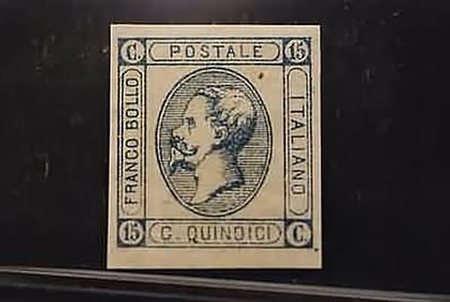 C. POSTALE 15
FRANCO BOLLO
ITALIANO
15 C. QUINDICI C.